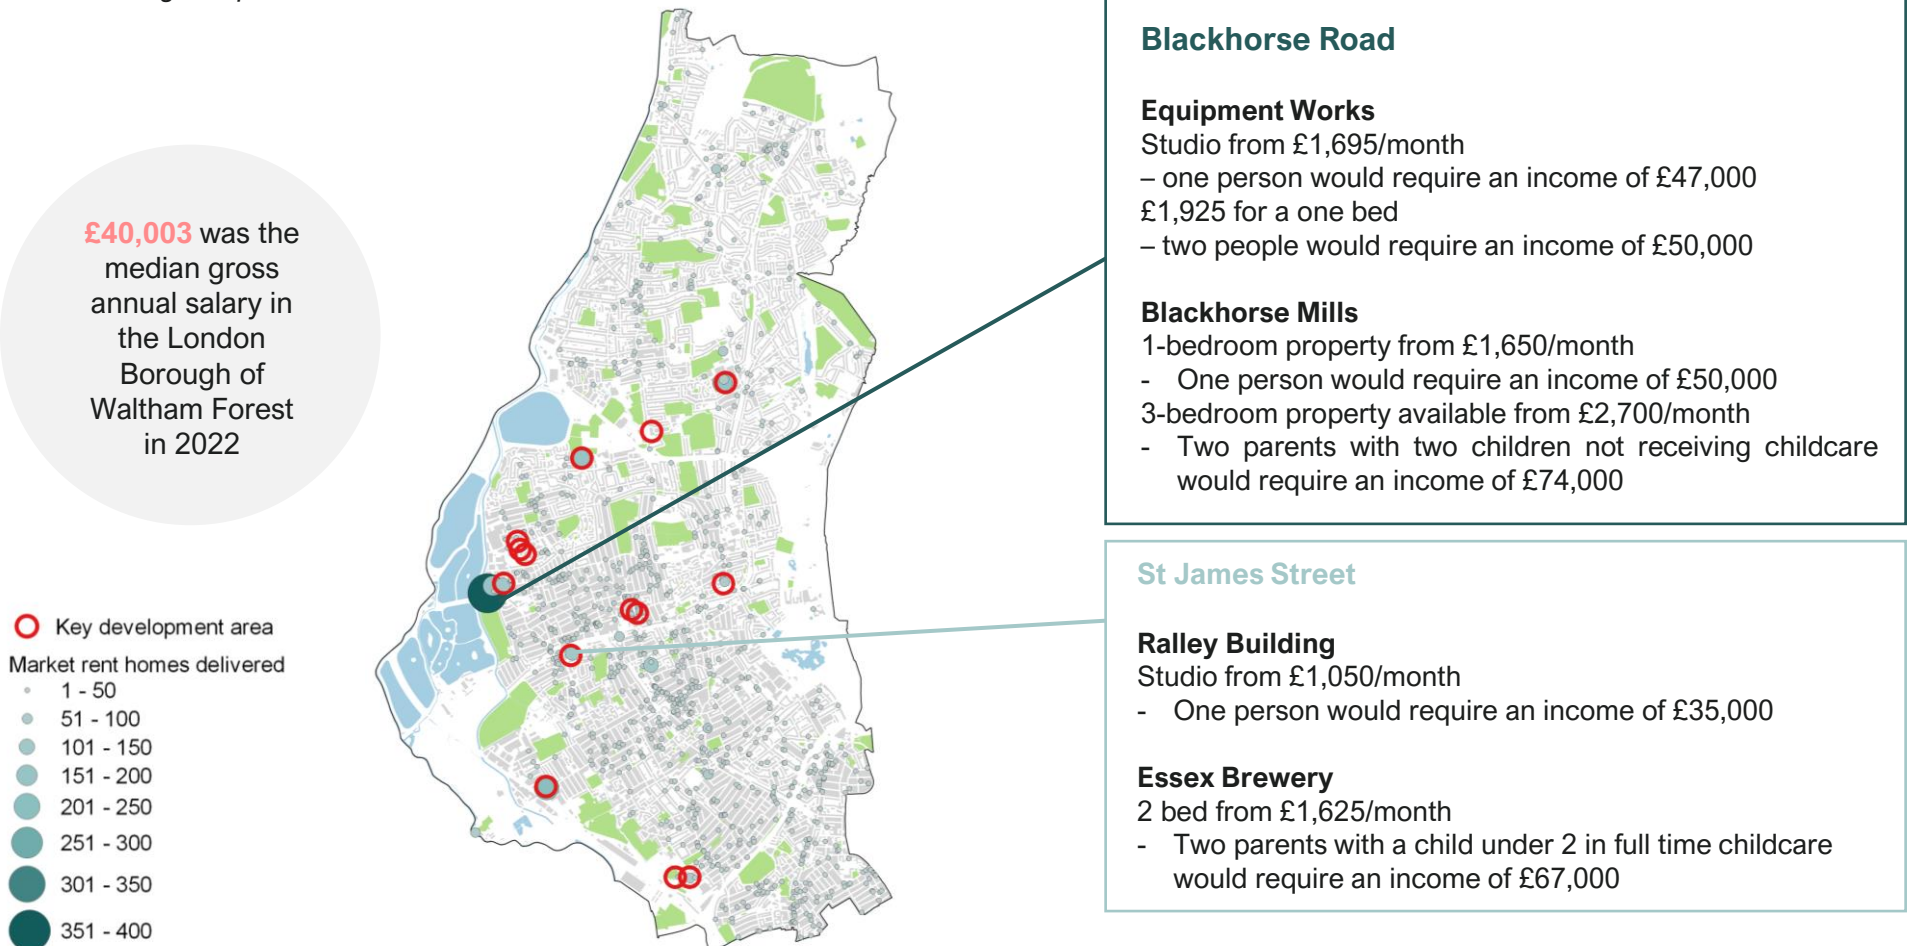 £40,003 was the
median gross
annual salary in
the London
Borough of
Waltham Forest
in 2022
Key development area
Market rent homes delivered
1 - 50
51 - 100
101 - 150
151 - 200
201 - 250
251 - 300
301 - 350
351 - 400
Blackhorse Road
Equipment Works
Studio from £1,695/month
– one person would require an income of £47,000
£1,925 for a one bed
– two people would require an income of £50,000
Blackhorse Mills
1-bedroom property from £1,650/month
- One person would require an income of £50,000
3-bedroom property available from £2,700/month
- Two parents with two children not receiving childcare
would require an income of £74,000
St James Street
Ralley Building
Studio from £1,050/month
- One person would require an income of £35,000
Essex Brewery
2 bed from £1,625/month
- Two parents with a child under 2 in full time childcare
would require an income of £67,000